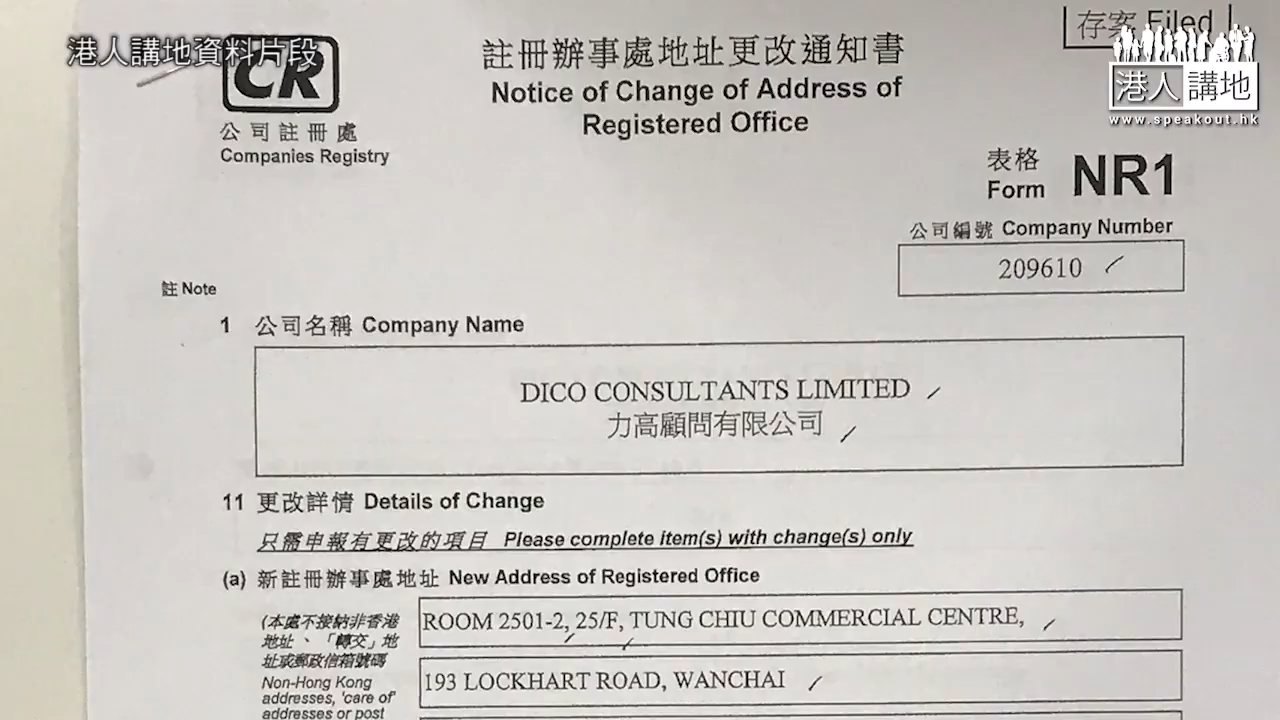 港人講地資料片段
存案 Filed
港人講地
www.speakout.hk
CR
公司註冊處
Companies Registry
註冊辦事處地址更改通知書
Notice of Change of Address of
Registered Office
表格
Form NR1
公司編號 Company Number
209610
註 Note
1 公司名稱 Company Name
DICO CONSULTANTS LIMITED
力高顧問有限公司
11 更改詳情 Details of Change
只需申報有更改的項目 Please complete item(s) with change(s) only
(a) 新註冊辦事處地址 New Address of Registered Office
(本處不接納非香港
地址、「轉交」地
址或郵政信箱號碼
Non-Hong Kong
addresses, 'care of'
addresses or post
ROOM 2501-2, 25/F, TUNG CHIU COMMERCIAL CENTRE,
193 LOCKHART ROAD, WANCHAI